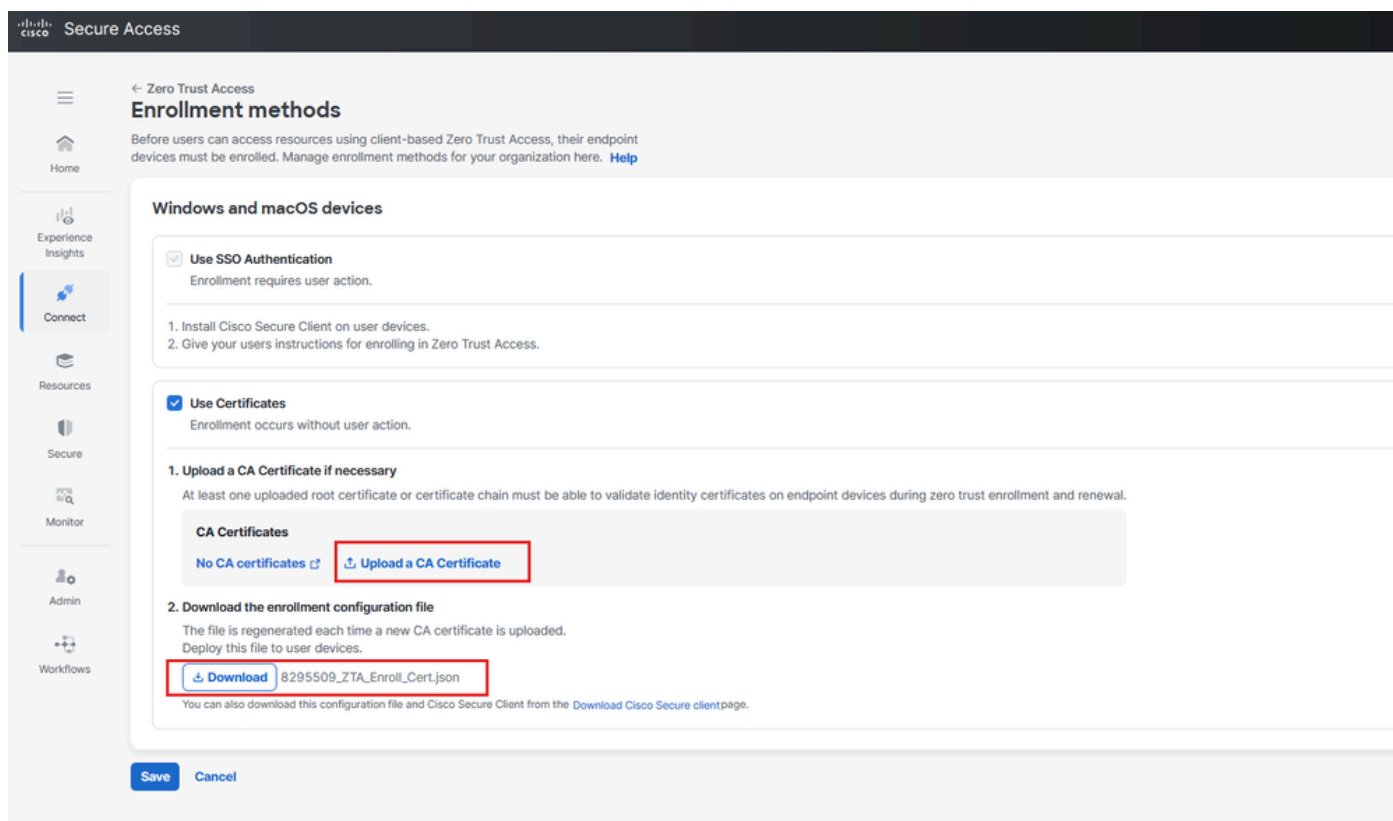 cisco Secure Access
← Zero Trust Access
Enrollment methods
Before users can access resources using client-based Zero Trust Access, their endpoint
devices must be enrolled. Manage enrollment methods for your organization here. Help
Home
Experience
Insights
Connect
Resources
Secure
Monitor
Admin
Workflows
Windows and macOS devices
Use SSO Authentication
Enrollment requires user action.
1. Install Cisco Secure Client on user devices.
2. Give your users instructions for enrolling in Zero Trust Access.
Use Certificates
Enrollment occurs without user action.
1. Upload a CA Certificate if necessary
At least one uploaded root certificate or certificate chain must be able to validate identity certificates on endpoint devices during zero trust enrollment and renewal.
CA Certificates
No CA certificates Upload a CA Certificate
2. Download the enrollment configuration file
The file is regenerated each time a new CA certificate is uploaded.
Deploy this file to user devices.
Download 8295509_ZTA_Enroll_Cert.json
You can also download this configuration file and Cisco Secure Client from the Download Cisco Secure clientpage.
Save Cancel